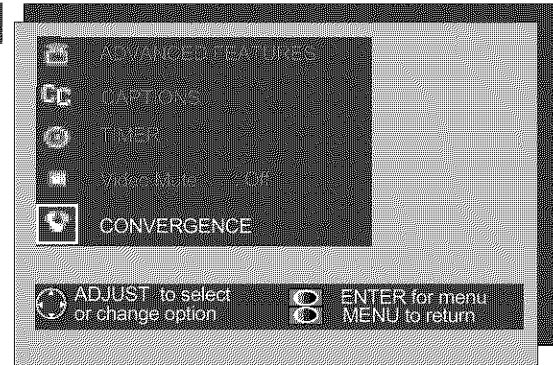 ADVANCED FEATURES
CC CAPTIONS
TIMER
Video Mute : Off
CONVERGENCE
ADJUST to select ENTER for menu
or change option MENU to return